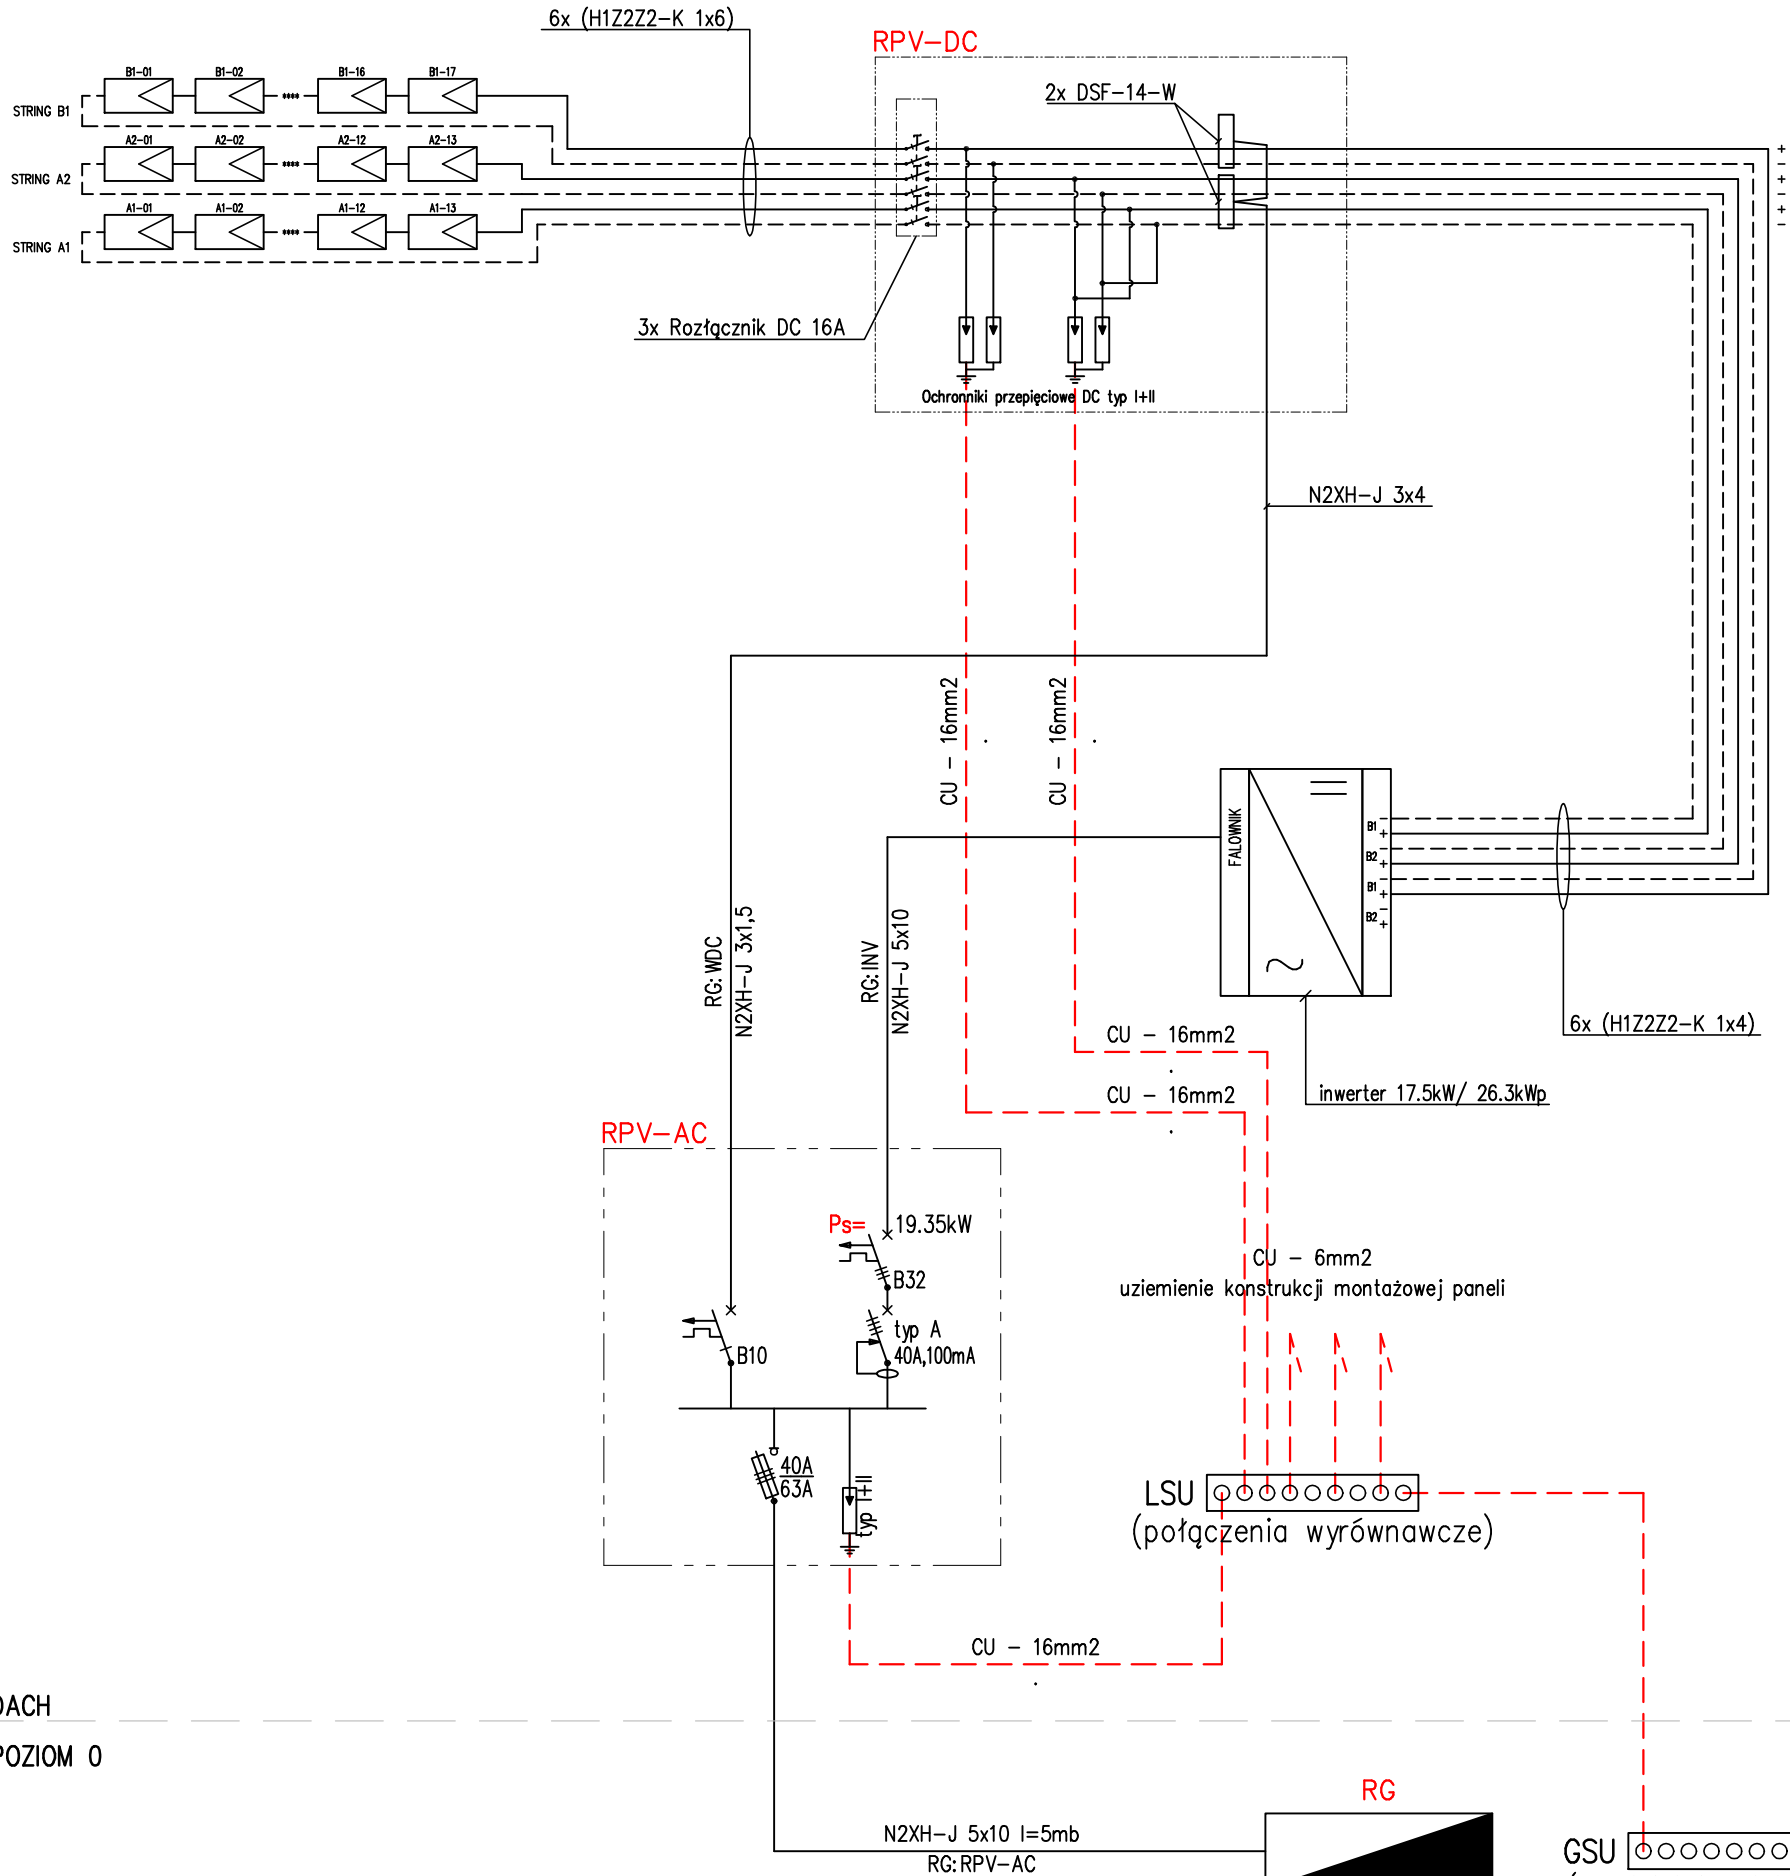 6x (H1Z2Z2-K 1x6)
RPV-DC
B1-01
B1-02
B1-16
B1-17
STRING B1
2x DSF-14-W
A2-01
A2-02
A2-12
A2-13
STRING A2
A1-01
A1-02
A1-12
A1-13
STRING A1
+
+
-
+
-
3x Rozłącznik DC 16A
Ochronniki przepięciowe DC typ I+II
N2XH-J 3x4
CU - 16mm2
CU - 16mm2
FALOWNIK
B1 -
+
B2 -
+
B1 -
+
B2 -
+
RG:WDC
N2XH-J 3x1,5
RG:INV
N2XH-J 5x10
6x (H1Z2Z2-K 1x4)
CU - 16mm2
CU - 16mm2
inwerter 17.5kW/ 26.3kWp
RPV-AC
Ps= 19.35kW
B32
CU - 6mm2
uziemienie konstrukcji montażowej paneli
typ A
40A,100mA
B10
40A
63A
typ I+II
LSU
(połączenia wyrównawcze)
CU - 16mm2
DACH
POZIOM 0
RG
N2XH-J 5x10 l=5mb
RG:RPV-AC
GSU